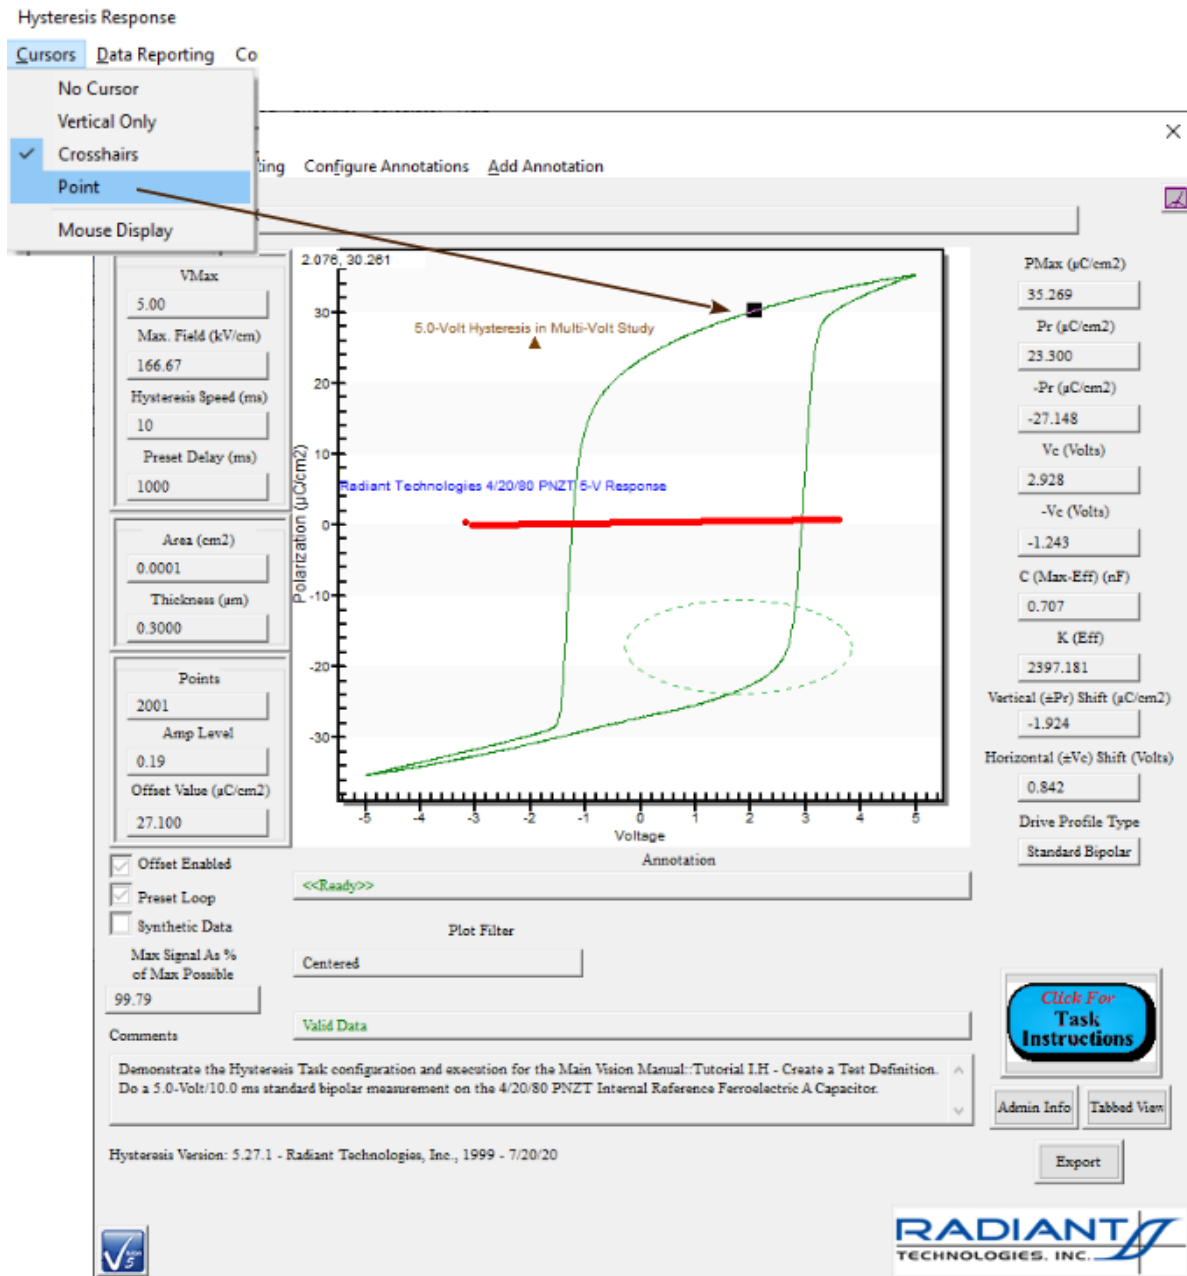 Hysteresis Response
Cursors Data Reporting Co
No Cursor
Vertical Only
Crosshairs
Point
Mouse Display
ting Configure Annotations Add Annotation
VMax
5.00
Max. Field (kV/cm)
166.67
Hysteresis Speed (ms)
10
Preset Delay (ms)
1000
Area (cm2)
0.0001
Thickness (µm)
0.3000
Points
2001
Amp Level
0.19
Offset Value (µC/cm2)
27.100
Offset Enabled
Preset Loop
Synthetic Data
Max Signal As %
of Max Possible
99.79
2.076, 30.261
5.0-Volt Hysteresis in Multi-Volt Study
Radiant Technologies 4/20/80 PNZT 5-V Response
Polarization (µC/cm2)
30
20
10
0
-10
-20
-30
-5 -4 -3 -2 -1 0 1 2 3 4 5
Voltage
PMax (µC/cm2)
35.269
Pr (µC/cm2)
23.300
-Pr (µC/cm2)
-27.148
Vc (Volts)
2.928
-Vc (Volts)
-1.243
C (Max-Eff) (nF)
0.707
K (Eff)
2397.181
Vertical (±Pr) Shift (µC/cm2)
-1.924
Horizontal (±Vc) Shift (Volts)
0.842
Drive Profile Type
Standard Bipolar
Annotation
<<Ready>>
Plot Filter
Centered
Valid Data
Click For
Task
Instructions
Comments
Demonstrate the Hysteresis Task configuration and execution for the Main Vision Manual::Tutorial I.H - Create a Test Definition.
Do a 5.0-Volt/10.0 ms standard bipolar measurement on the 4/20/80 PNZT Internal Reference Ferroelectric A Capacitor.
Admin Info Tabbed View
Hysteresis Version: 5.27.1 - Radiant Technologies, Inc., 1999 - 7/20/20
Export
RADIANT
TECHNOLOGIES, INC.